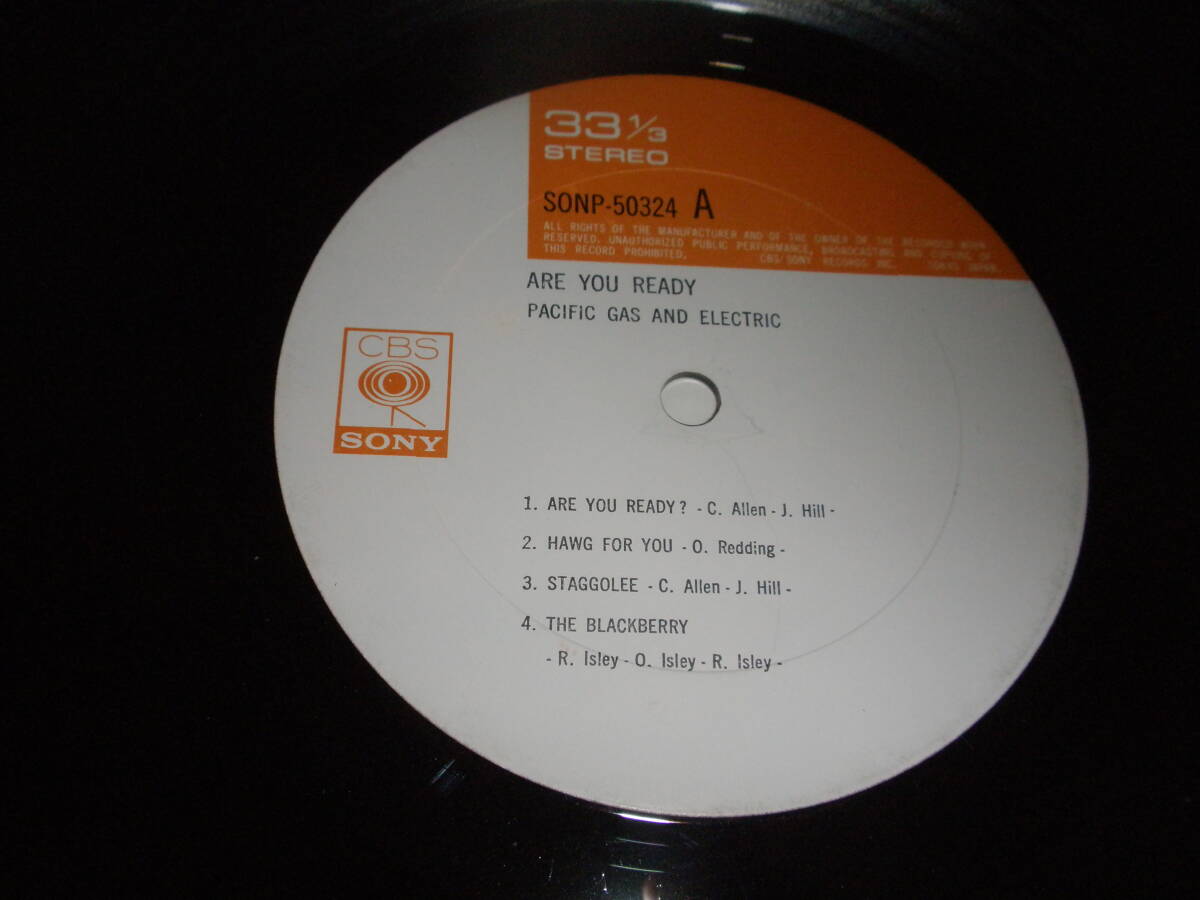 33 1/3
STEREO
SONP-50324 A
ALL RIGHTS OF THE MANUFACTURER AND OF THE OWNER OF THE RECORDED WORK
RESERVED. UNAUTHORIZED PUBLIC PERFORMANCE, BROADCASTING AND COPYING OF
THIS RECORD PROHIBITED. CBS/SONY RECORDS INC. TOKYO JAPAN
ARE YOU READY
PACIFIC GAS AND ELECTRIC
CBS
SONY
1. ARE YOU READY? - C. Allen - J. Hill -
2. HAWG FOR YOU - O. Redding -
3. STAGGOLEE - C. Allen - J. Hill -
4. THE BLACKBERRY
- R. Isley - O. Isley - R. Isley -